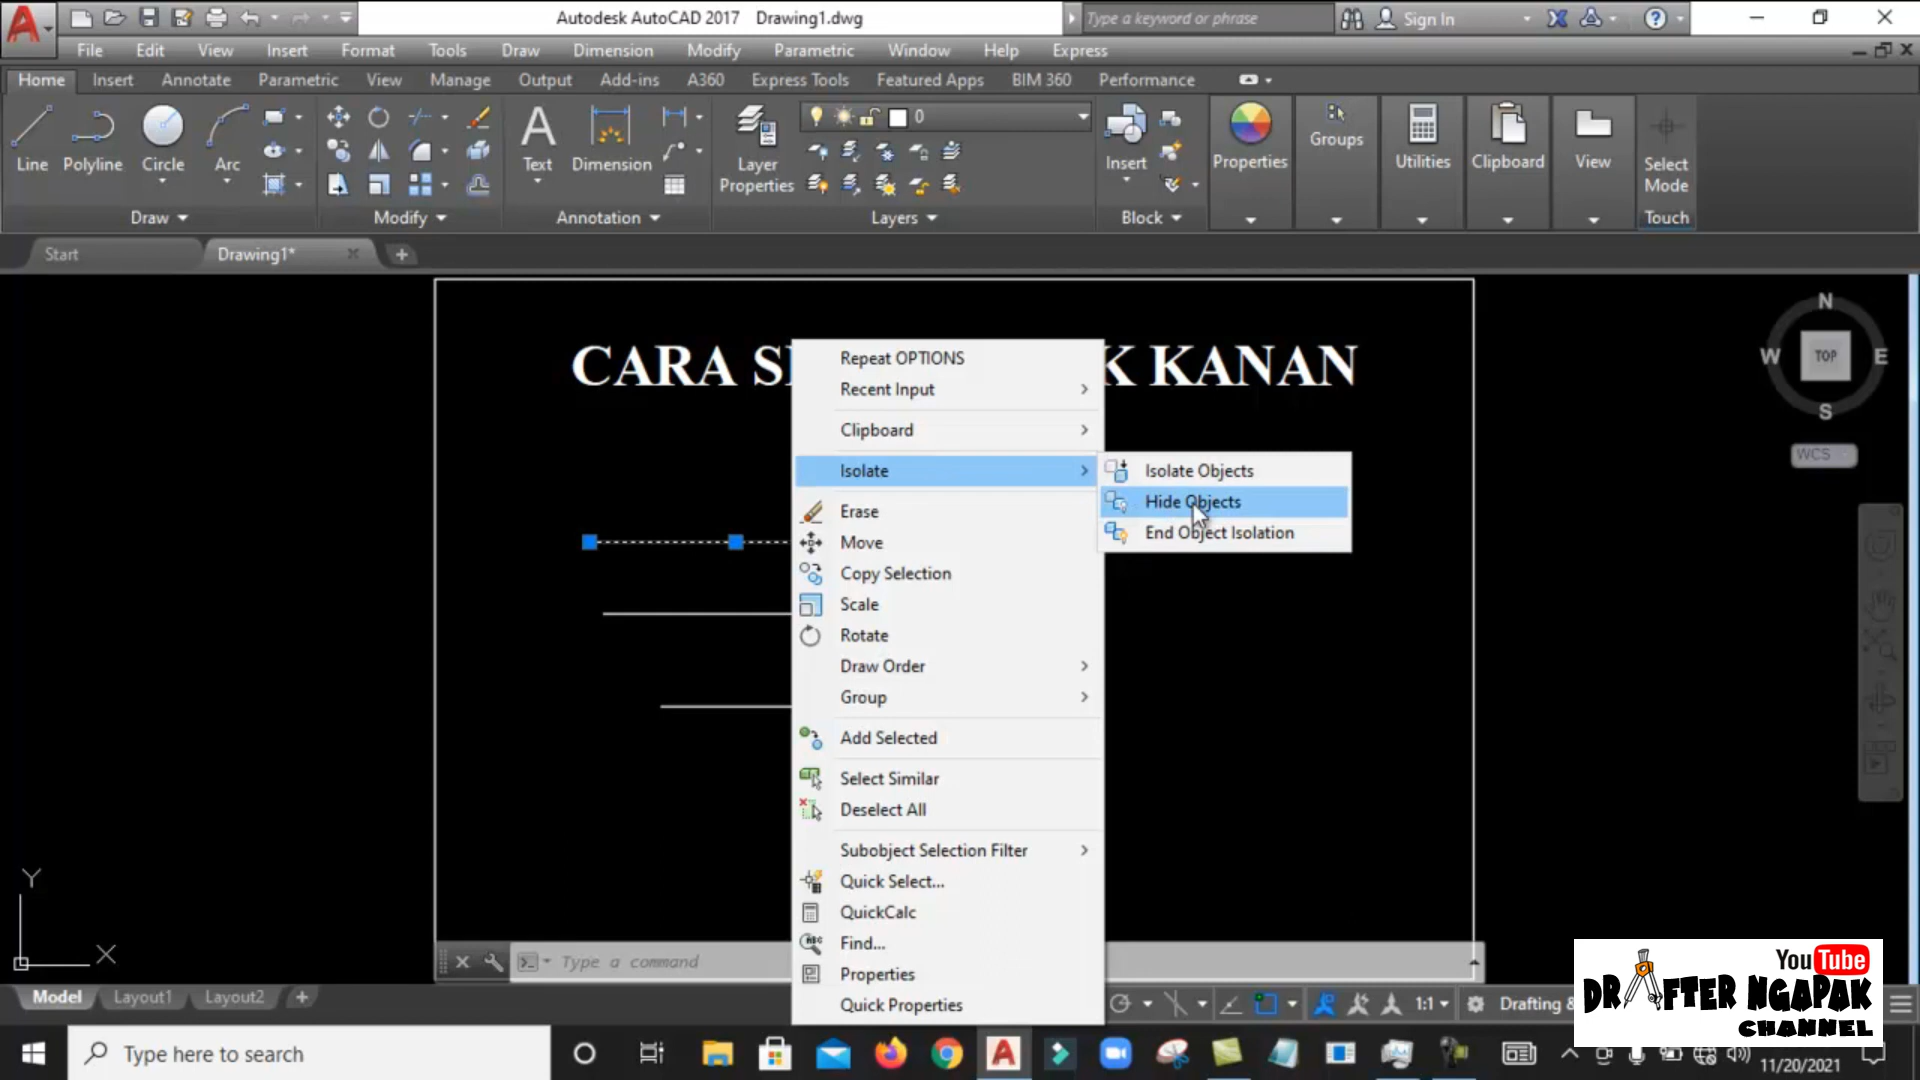 Autodesk AutoCAD 2017 Drawing1.dwg
Type a keyword or phrase
Sign In
File Edit View Insert Format Tools Draw Dimension Modify Parametric Window Help Express
Home Insert Annotate Parametric View Manage Output Add-ins A360 Express Tools Featured Apps BIM 360 Performance
0
Line Polyline Circle Arc
Text Dimension
Layer
Properties
Insert
Properties
Groups
Utilities
Clipboard
View
Select
Mode
Draw Modify Annotation Layers Block Touch
Start Drawing1* +
CARA S
K KANAN
N
W TOP E
S
WCS
Repeat OPTIONS
Recent Input
Clipboard
Isolate
Isolate Objects
Hide Objects
End Object Isolation
Erase
Move
Copy Selection
Scale
Rotate
Draw Order
Group
Add Selected
Select Similar
Deselect All
Subobject Selection Filter
Quick Select...
QuickCalc
Find...
Properties
Quick Properties
Y
X
Type a command
Model Layout1 Layout2 +
1:1
Drafting &
YouTube
DRAFTER NGAPAK
CHANNEL
Type here to search
11/20/2021